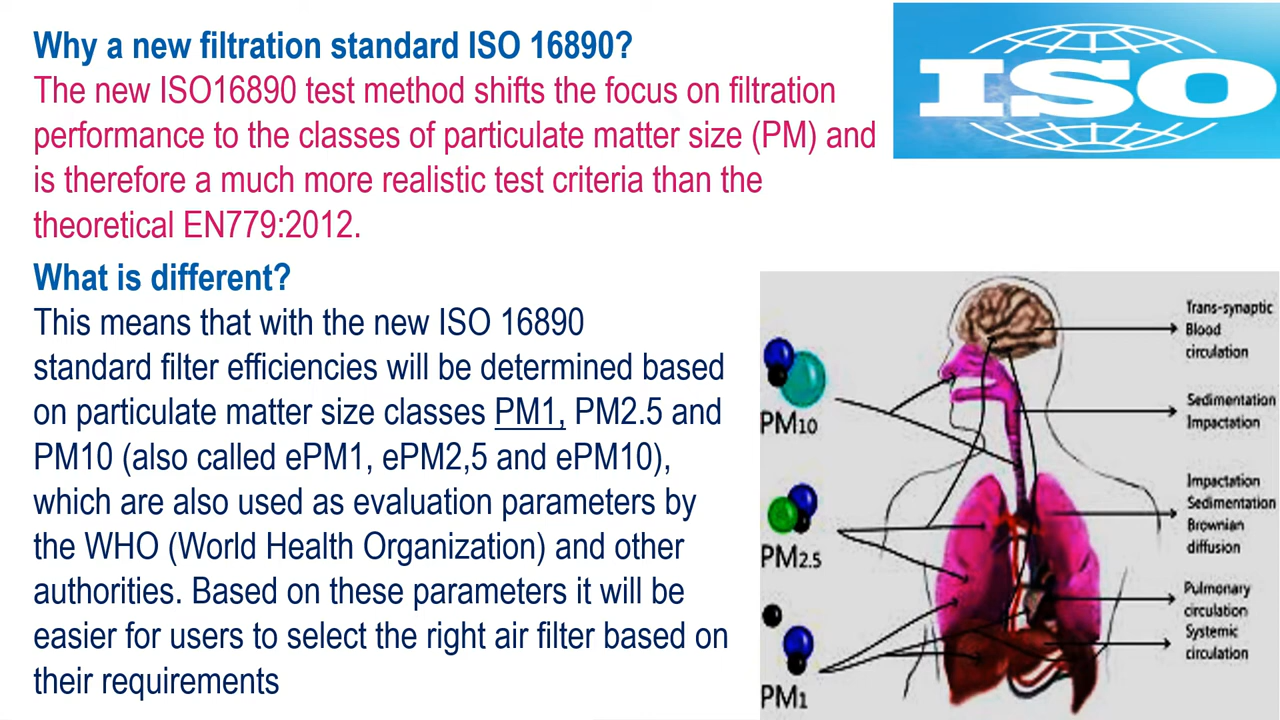 Why a new filtration standard ISO 16890?
The new ISO16890 test method shifts the focus on filtration
performance to the classes of particulate matter size (PM) and
is therefore a much more realistic test criteria than the
theoretical EN779:2012.
ISO
What is different?
This means that with the new ISO 16890
standard filter efficiencies will be determined based
on particulate matter size classes PM1, PM2.5 and
PM10 (also called ePM1, ePM2,5 and ePM10),
which are also used as evaluation parameters by
the WHO (World Health Organization) and other
authorities. Based on these parameters it will be
easier for users to select the right air filter based on
their requirements
PM10
PM2.5
PM1
Trans-synaptic
Blood
circulation
Sedimentation
Impactation
Impactation
Sedimentation
Brownian
diffusion
Pulmonary
circulation
Systemic
circulation